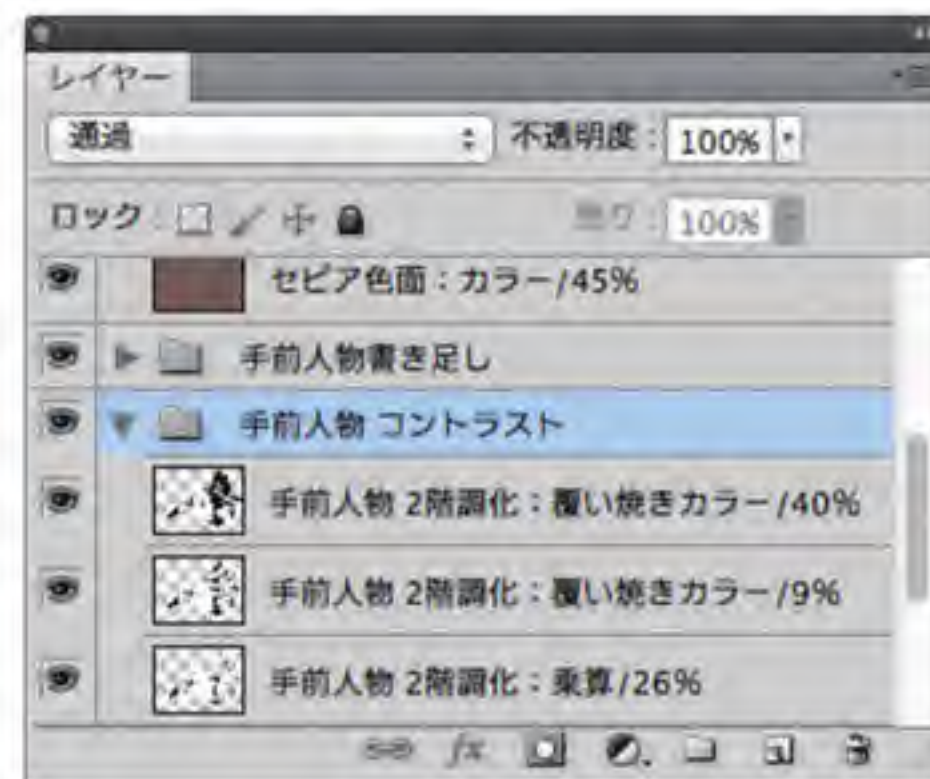 レイヤー
通過 不透明度 : 100%
ロック : 塗り : 100%
セピア色面：カラー/45%
手前人物書き足し
手前人物 コントラスト
手前人物 2階調化：覆い焼きカラー/40%
手前人物 2階調化：覆い焼きカラー/9%
手前人物 2階調化：乗算/26%
fx